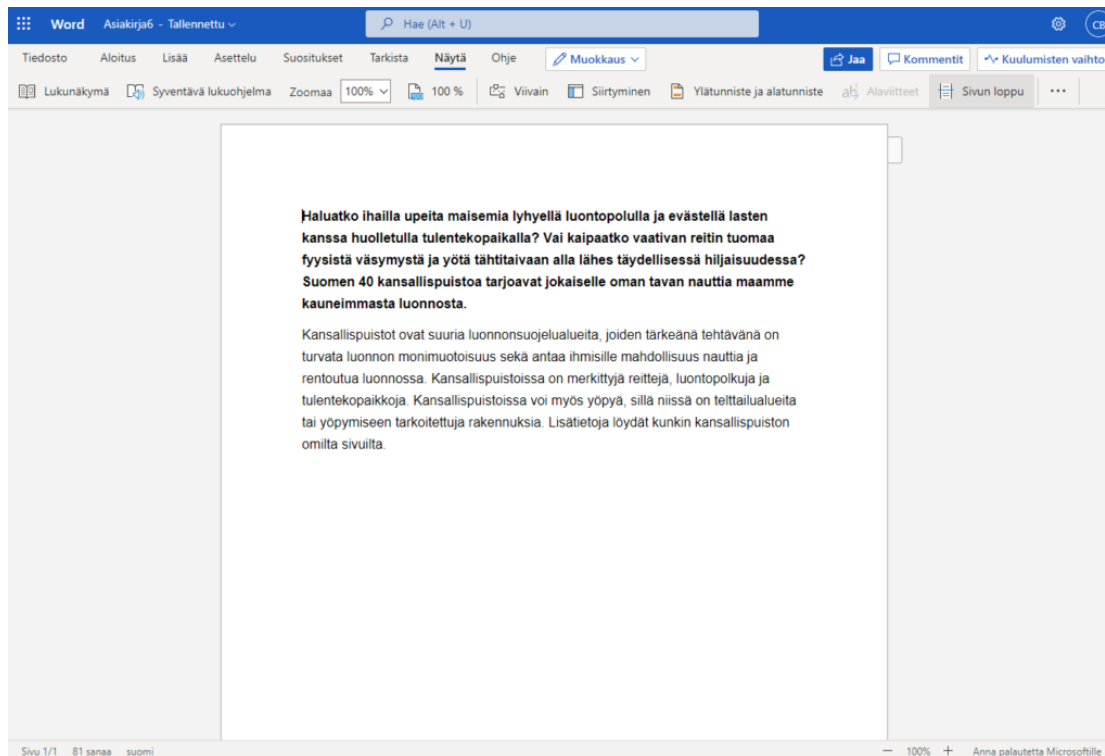 Word Asiakirja6 - Tallennettu Hae (Alt + U) CB
Tiedosto Aloitus Lisää Asettelu Suositukset Tarkista Näytä Ohje Muokkaus Jaa Kommentit Kuulumisten vaihto
Lukunäkymä Syventävä lukuohjelma Zoomaa 100% 100 % Viivain Siirtyminen Ylätunniste ja alatunniste Alaviitteet Sivun loppu ...
Haluatko ihailla upeita maisemia lyhyellä luontopolulla ja evästellä lasten
kanssa huolletulla tulentekopaikalla? Vai kaipaatko vaativan reitin tuomaa
fyysistä väsymystä ja yötä tähtitaivaan alla lähes täydellisessä hiljaisuudessa?
Suomen 40 kansallispuistoa tarjoavat jokaiselle oman tavan nauttia maamme
kauneimmasta luonnosta.
Kansallispuistot ovat suuria luonnonsuojelualueita, joiden tärkeänä tehtävänä on
turvata luonnon monimuotoisuus sekä antaa ihmisille mahdollisuus nauttia ja
rentoutua luonnossa. Kansallispuistoissa on merkittyjä reittejä, luontopolkuja ja
tulentekopaikkoja. Kansallispuistoissa voi myös yöpyä, sillä niissä on telttailualueita
tai yöpymiseen tarkoitettuja rakennuksia. Lisätietoja löydät kunkin kansallispuiston
omilta sivuilta.
Sivu 1/1 81 sanaa suomi — 100% + Anna palautetta Microsoftille